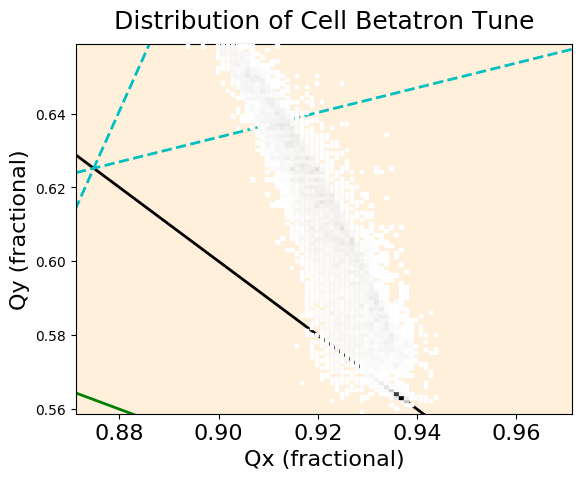 Distribution of Cell Betatron Tune
Qy (fractional)
0.64
0.62
0.60
0.58
0.56
0.88 0.90 0.92 0.94 0.96
Qx (fractional)